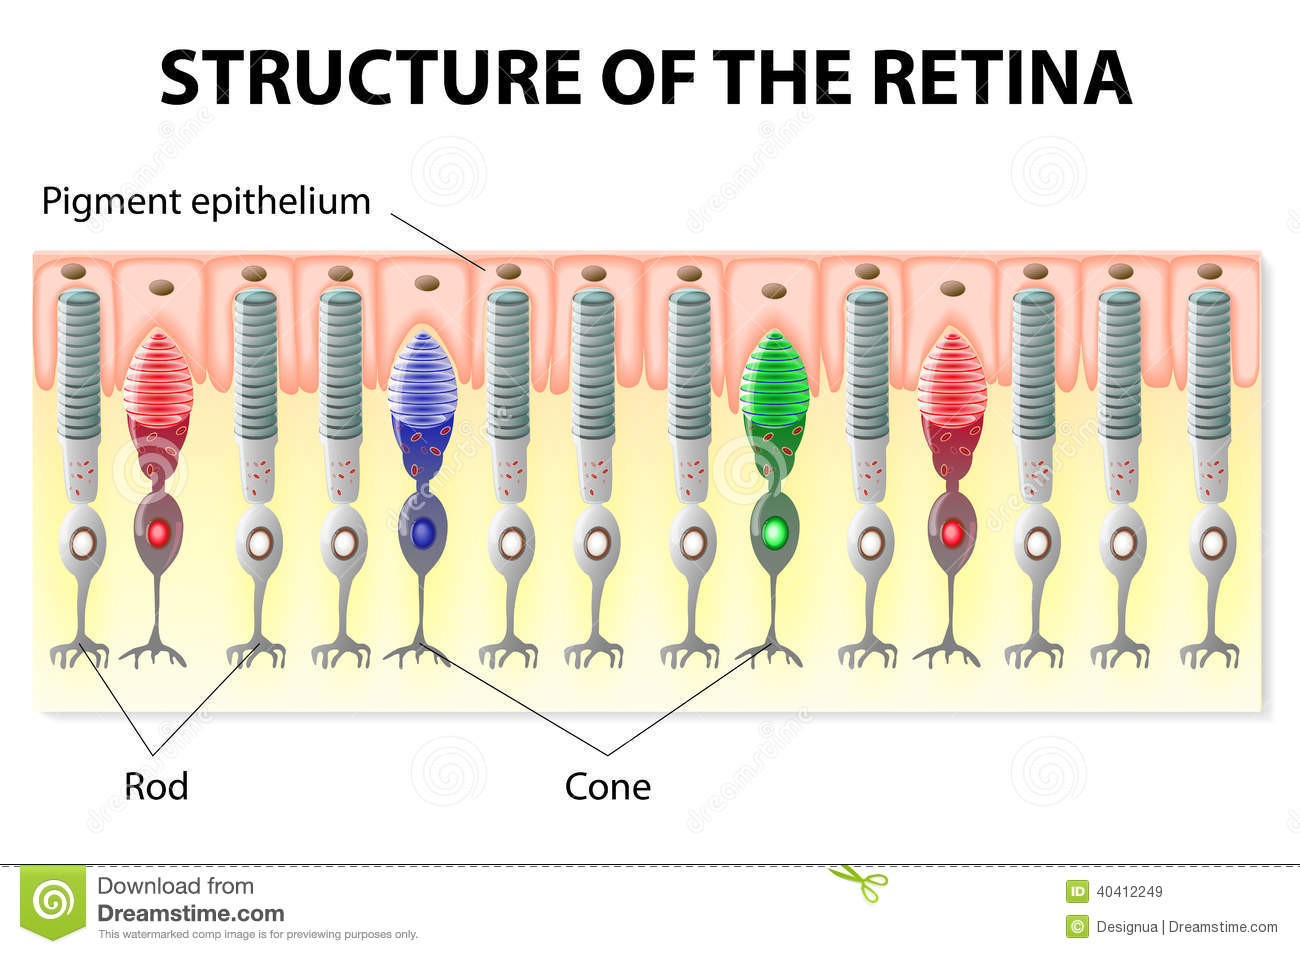 STRUCTURE OF THE RETINA
Pigment epithelium
Rod
Cone
Download from
Dreamstime.com
This watermarked comp image is for previewing purposes only.
ID 40412249
© Designua | Dreamstime.com